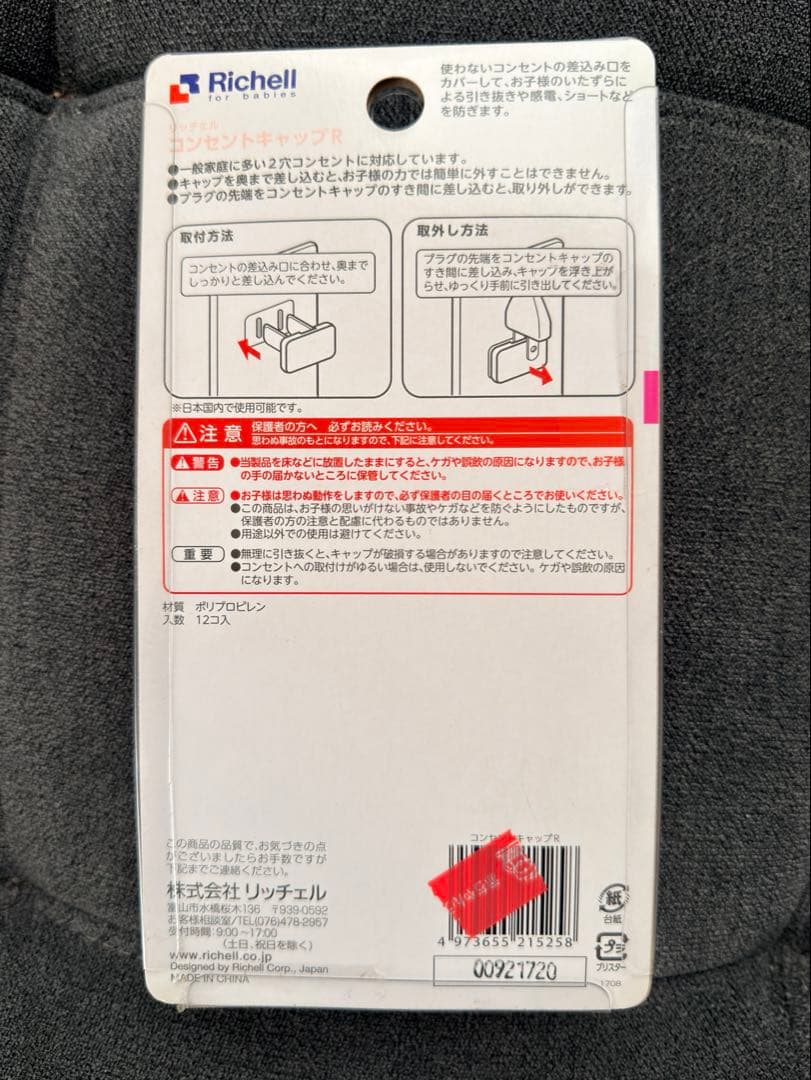 Richell
for babies
使わないコンセントの差込み口を
カバーして、お子様のいたずらに
よる引き抜きや感電、ショートなど
を防ぎます。
リッチェル
コンセントキャップR
●一般家庭に多い2穴コンセントに対応しています。
●キャップを奥まで差し込むと、お子様の力では簡単に外すことはできません。
●プラグの先端をコンセントキャップのすき間に差し込むと、取り外しができます。
取付方法
コンセントの差込み口に合わせ、奥まで
しっかりと差し込んでください。
取外し方法
プラグの先端をコンセントキャップの
すき間に差し込み、キャップを浮き上が
らせ、ゆっくり手前に引き出してください。
※日本国内で使用可能です。
注意
保護者の方へ 必ずお読みください。
思わぬ事故のもとになりますので、下記に注意してください。
警告 ●当製品を床などに放置したままにすると、ケガや誤飲の原因になりますので、お子様
の手の届かないところに保管してください。
注意 ●お子様は思わぬ動作をしますので、必ず保護者の目の届くところでお使いください。
●この商品は、お子様の思いがけない事故やケガなどを防ぐようにしたものですが、
保護者の方の注意と配慮に代わるものではありません。
●用途以外での使用は避けてください。
重要 ●無理に引き抜くと、キャップが破損する場合がありますので注意してください。
●コンセントへの取付けがゆるい場合は、使用しないでください。ケガや誤飲の原因
になります。
材質 ポリプロピレン
入数 12コ入
この商品の品質で、お気づきの点
がございましたらお手数ですが
下記までご連絡ください。
株式会社 リッチェル
富山市水橋桜木136 〒939-0592
お客様相談室/TEL(076)478-2957
受付時間:9:00~17:00
(土日、祝日を除く)
www.richell.co.jp
Designed by Richell Corp., Japan
MADE IN CHINA
コンセントキャップR
4 973655 215258
00921720
紙
台紙
プラ
ブリスター
1708